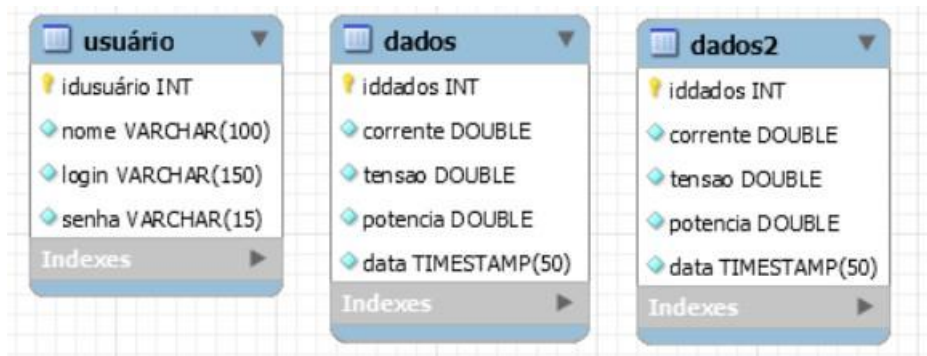 usuário
idusuário INT
nome VARCHAR(100)
login VARCHAR(150)
senha VARCHAR(15)
Indexes
dados
iddados INT
corrente DOUBLE
tensao DOUBLE
potencia DOUBLE
data TIMESTAMP(50)
Indexes
dados2
iddados INT
corrente DOUBLE
tensao DOUBLE
potencia DOUBLE
data TIMESTAMP(50)
Indexes